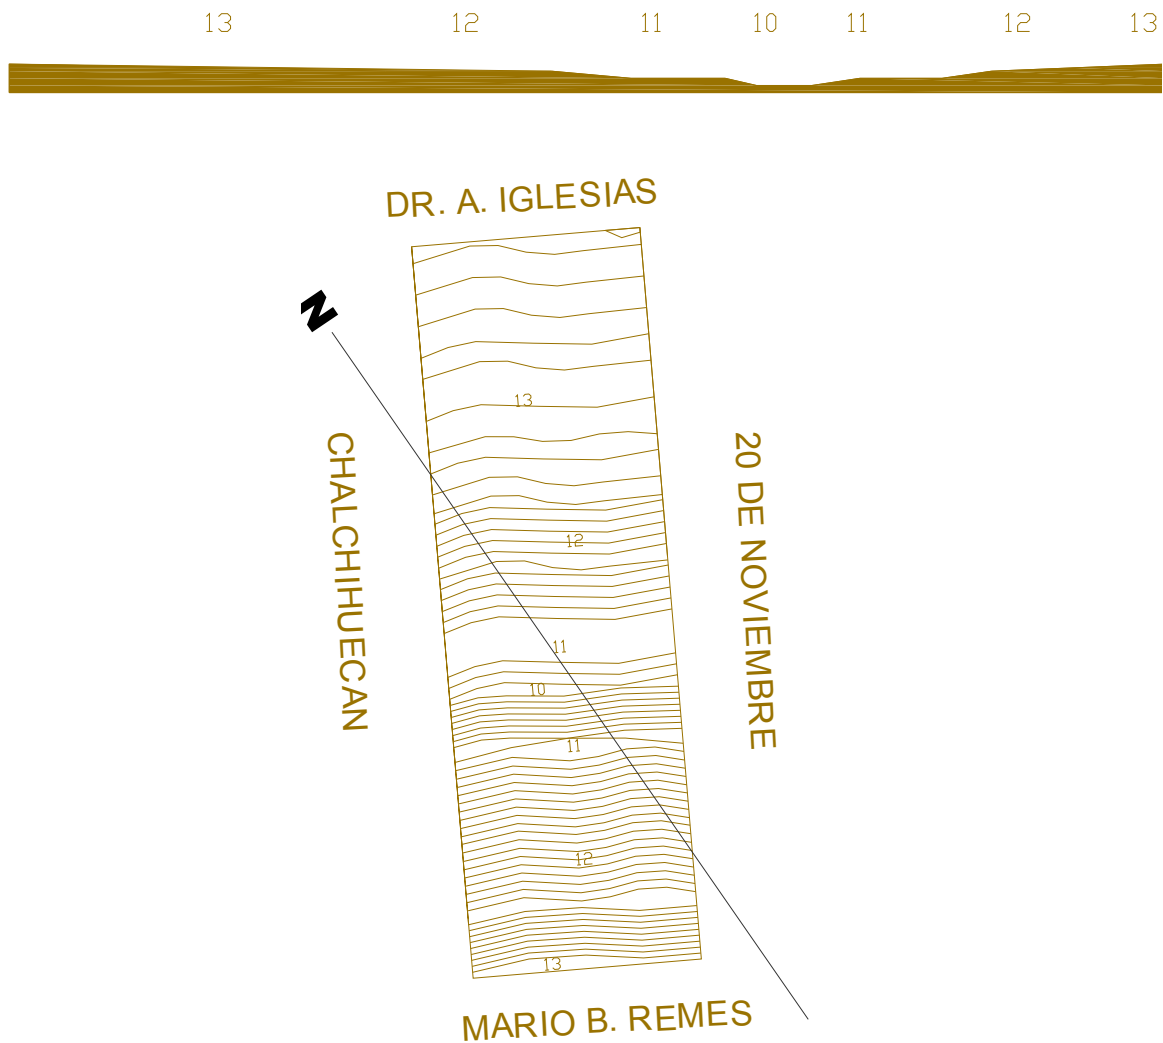 13 12 11 10 11 12 13
DR. A. IGLESIAS
N
13
CHALCHIHUECAN
20 DE NOVIEMBRE
12
11
10
11
12
13
MARIO B. REMES